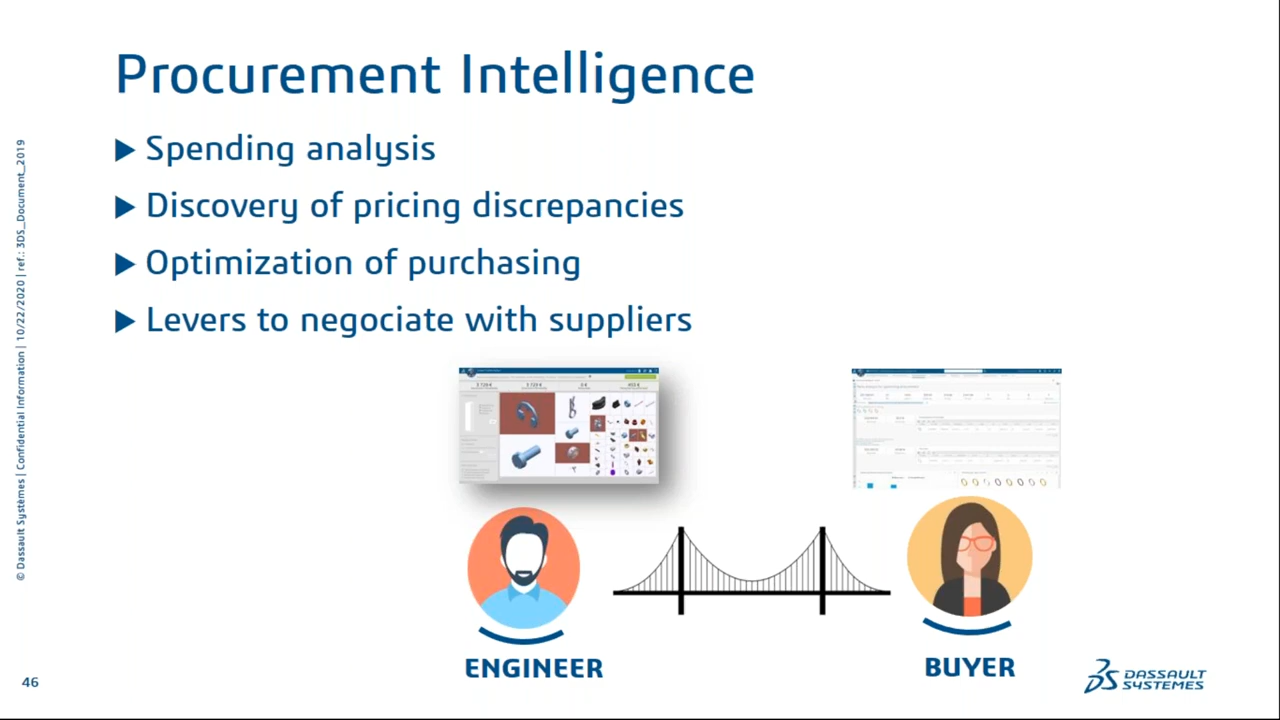 Procurement Intelligence
▶ Spending analysis
▶ Discovery of pricing discrepancies
▶ Optimization of purchasing
▶ Levers to negociate with suppliers
ENGINEER
BUYER
© Dassault Systèmes | Confidential Information | 10/22/2020 | ref.: 3DS_Document_2019
46
DASSAULT
SYSTEMES